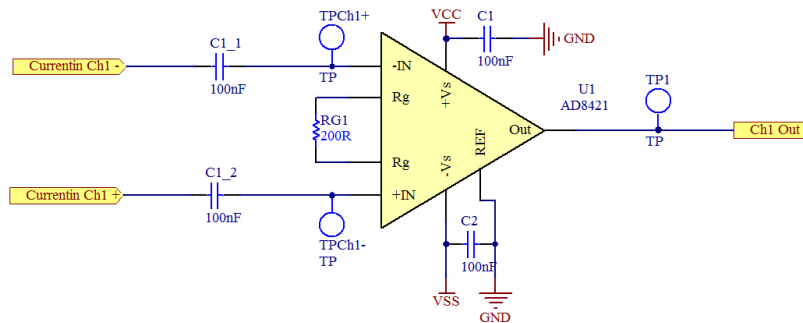 TPCh1+
VCC
C1
GND
100nF
C1_1
Currentin Ch1 -
100nF
TP
-IN
+Vs
U1
AD8421
TP1
Rg
RG1
200R
Out
Ch1 Out
TP
Rg
-Vs
REF
C1_2
Currentin Ch1 +
100nF
+IN
TPCh1-
TP
C2
100nF
VSS
GND